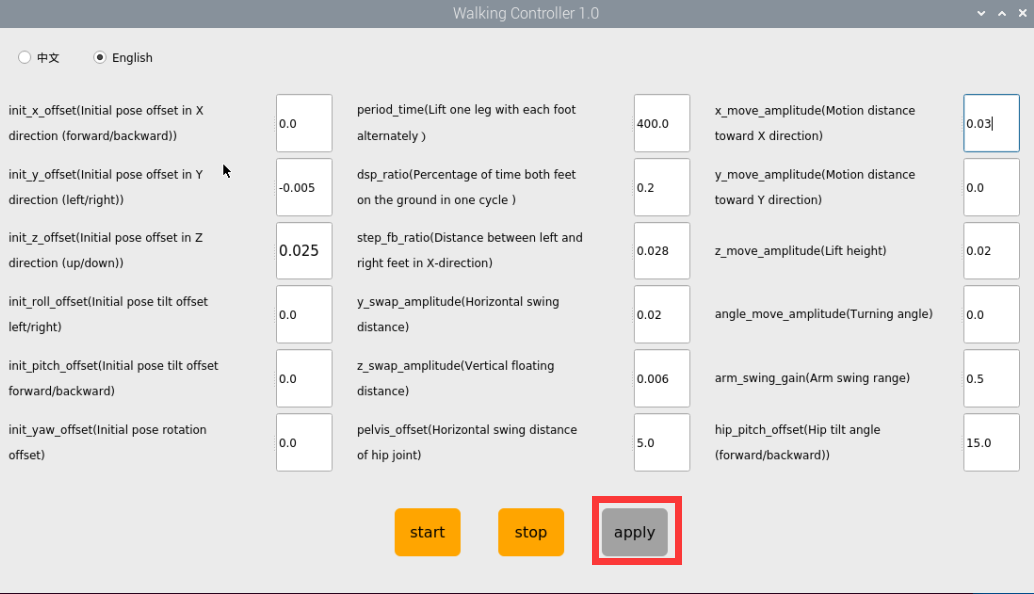 Walking Controller 1.0
中文
English
init_x_offset(Initial pose offset in X
direction (forward/backward))
0.0
period_time(Lift one leg with each foot
alternately )
400.0
x_move_amplitude(Motion distance
toward X direction)
0.03
init_y_offset(Initial pose offset in Y
direction (left/right))
-0.005
dsp_ratio(Percentage of time both feet
on the ground in one cycle )
0.2
y_move_amplitude(Motion distance
toward Y direction)
0.0
init_z_offset(Initial pose offset in Z
direction (up/down))
0.025
step_fb_ratio(Distance between left and
right feet in X-direction)
0.028
z_move_amplitude(Lift height)
0.02
init_roll_offset(Initial pose tilt offset
left/right)
0.0
y_swap_amplitude(Horizontal swing
distance)
0.02
angle_move_amplitude(Turning angle)
0.0
init_pitch_offset(Initial pose tilt offset
forward/backward)
0.0
z_swap_amplitude(Vertical floating
distance)
0.006
arm_swing_gain(Arm swing range)
0.5
init_yaw_offset(Initial pose rotation
offset)
0.0
pelvis_offset(Horizontal swing distance
of hip joint)
5.0
hip_pitch_offset(Hip tilt angle
(forward/backward))
15.0
start
stop
apply